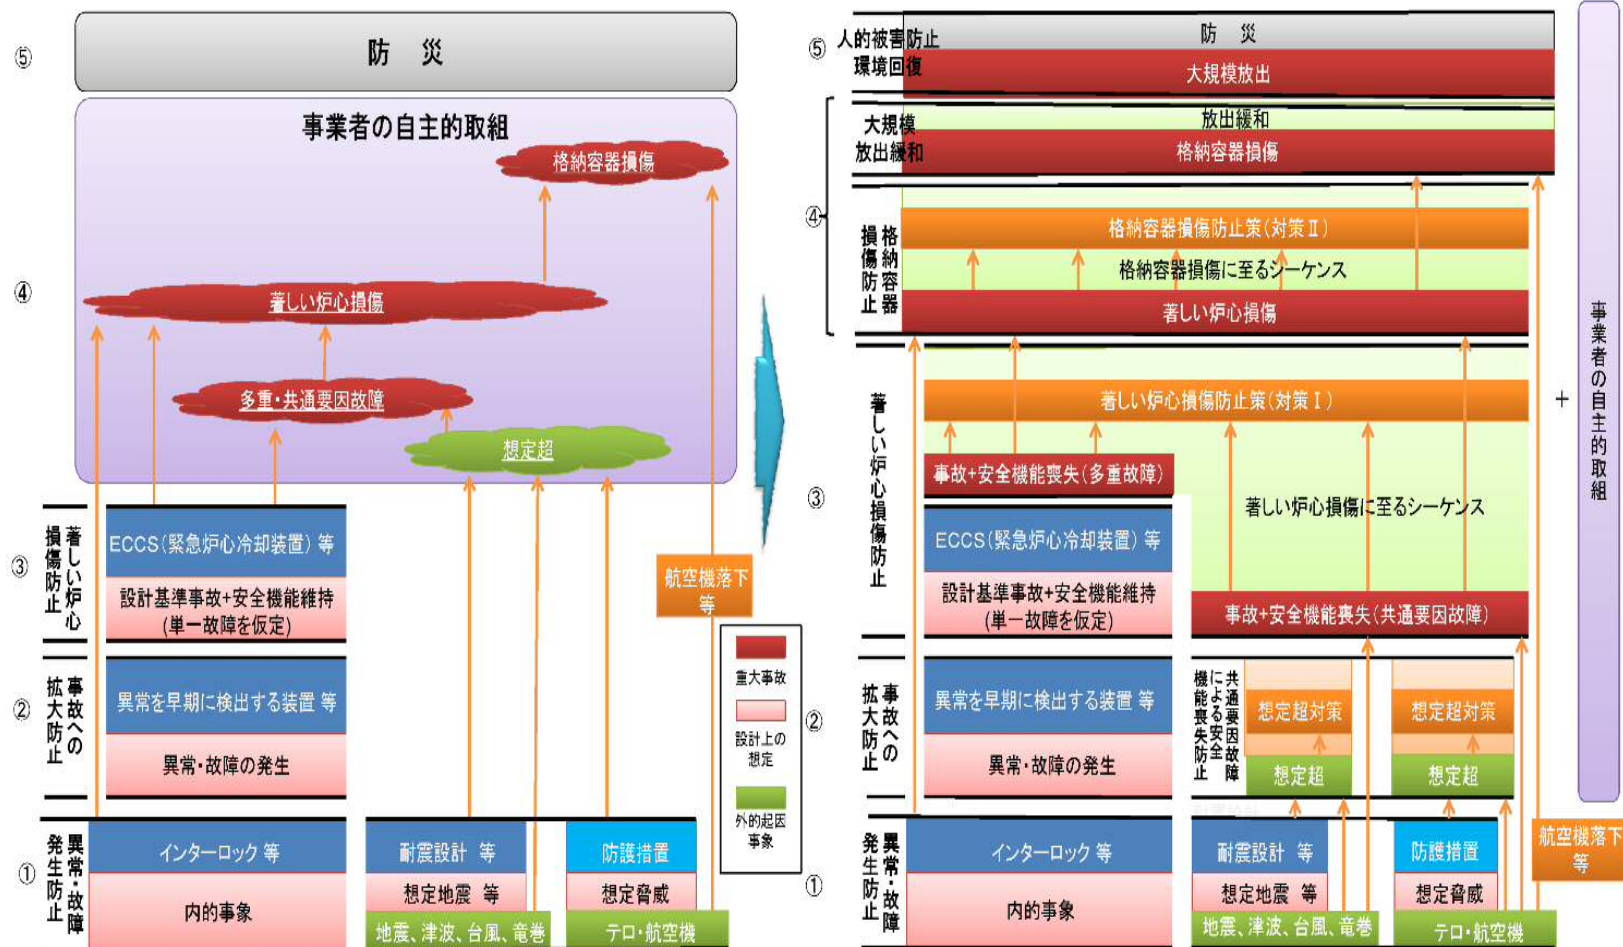 ⑤
防 災
事業者の自主的取組
格納容器損傷
④
著しい炉心損傷
多重・共通要因故障
想定超
③
著しい炉心
損傷防止
ECCS(緊急炉心冷却装置) 等
設計基準事故+安全機能維持
(単一故障を仮定)
航空機落下
等
②
事故への
拡大防止
異常を早期に検出する装置 等
異常・故障の発生
①
異常・故障
発生防止
インターロック 等
内的事象
耐震設計 等
想定地震 等
地震、津波、台風、竜巻
防護措置
想定脅威
テロ・航空機
重大事故
設計上の
想定
外的起因
事象
⑤
人的被害防止
環境回復
防 災
大規模放出
④
大規模
放出緩和
放出緩和
格納容器損傷
格納容器
損傷防止
格納容器損傷防止策(対策Ⅱ)
格納容器損傷に至るシーケンス
著しい炉心損傷
③
著しい炉心損傷防止
著しい炉心損傷防止策(対策Ⅰ)
事故+安全機能喪失(多重故障)
著しい炉心損傷に至るシーケンス
ECCS(緊急炉心冷却装置) 等
設計基準事故+安全機能維持
(単一故障を仮定)
事故+安全機能喪失(共通要因故障)
②
事故への
拡大防止
異常を早期に検出する装置 等
異常・故障の発生
共通要因故障
による安全
機能喪失防止
想定超対策
想定超
想定超対策
想定超
①
異常・故障
発生防止
インターロック 等
内的事象
耐震設計 等
想定地震 等
地震、津波、台風、竜巻
防護措置
想定脅威
テロ・航空機
航空機落下
等
+
事業者の自主的取組